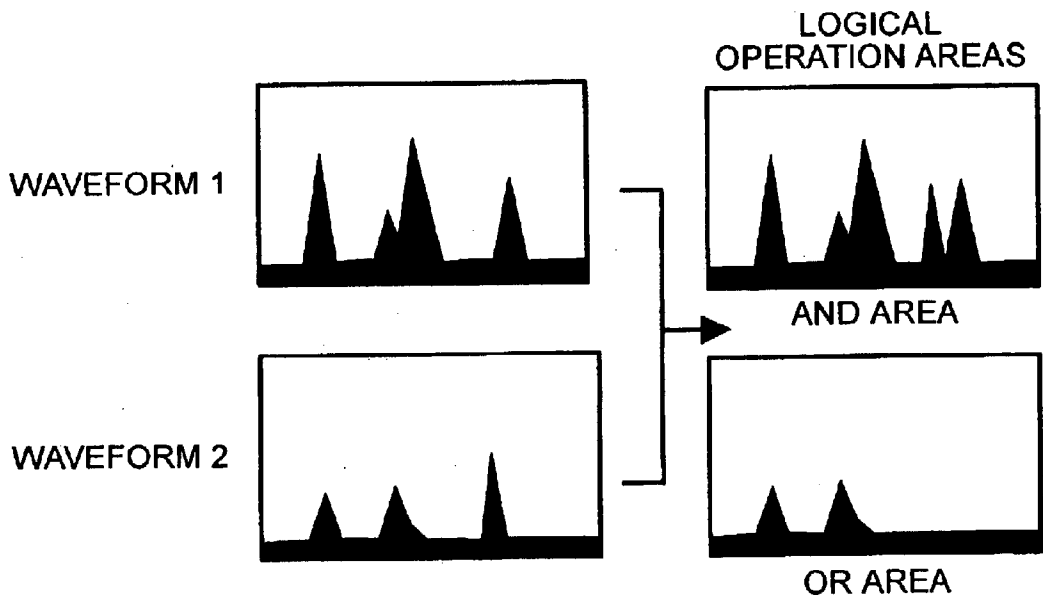 LOGICAL
OPERATION AREAS
WAVEFORM 1
AND AREA
WAVEFORM 2
OR AREA